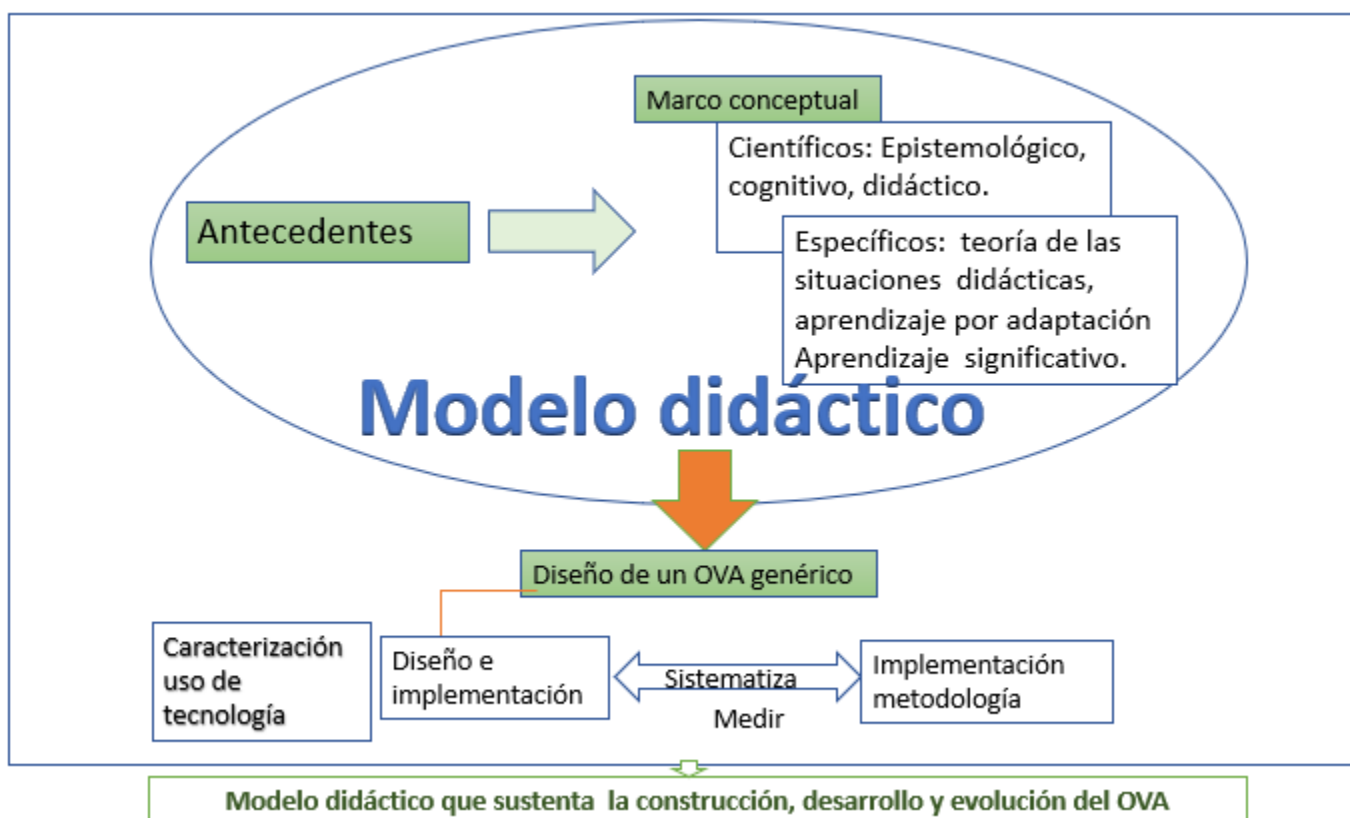 Marco conceptual
Científicos: Epistemológico,
cognitivo, didáctico.
Antecedentes
Específicos: teoría de las
situaciones didácticas,
aprendizaje por adaptación
Aprendizaje significativo.
Modelo didáctico
Diseño de un OVA genérico
Caracterización
uso de
tecnología
Diseño e
implementación
Sistematiza
Medir
Implementación
metodología
Modelo didáctico que sustenta la construcción, desarrollo y evolución del OVA